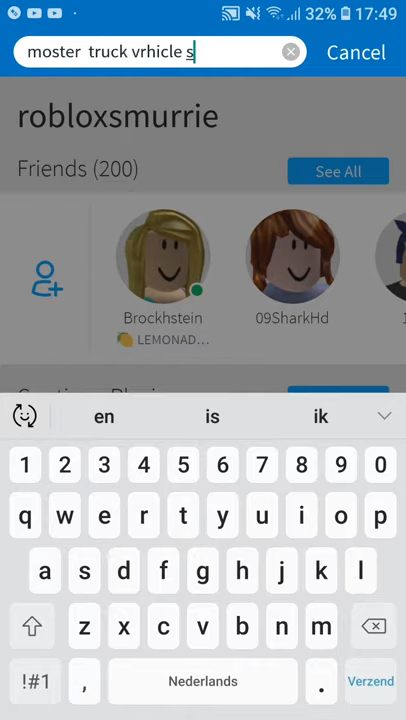 32% 17:49
moster truck vrhicle s
Cancel
robloxsmurrie
Friends (200)
See All
Brockhstein
09SharkHd
LEMONAD...
en is ik
1 2 3 4 5 6 7 8 9 0
q w e r t y u i o p
a s d f g h j k l
z x c v b n m
!#1 , Nederlands . Verzend